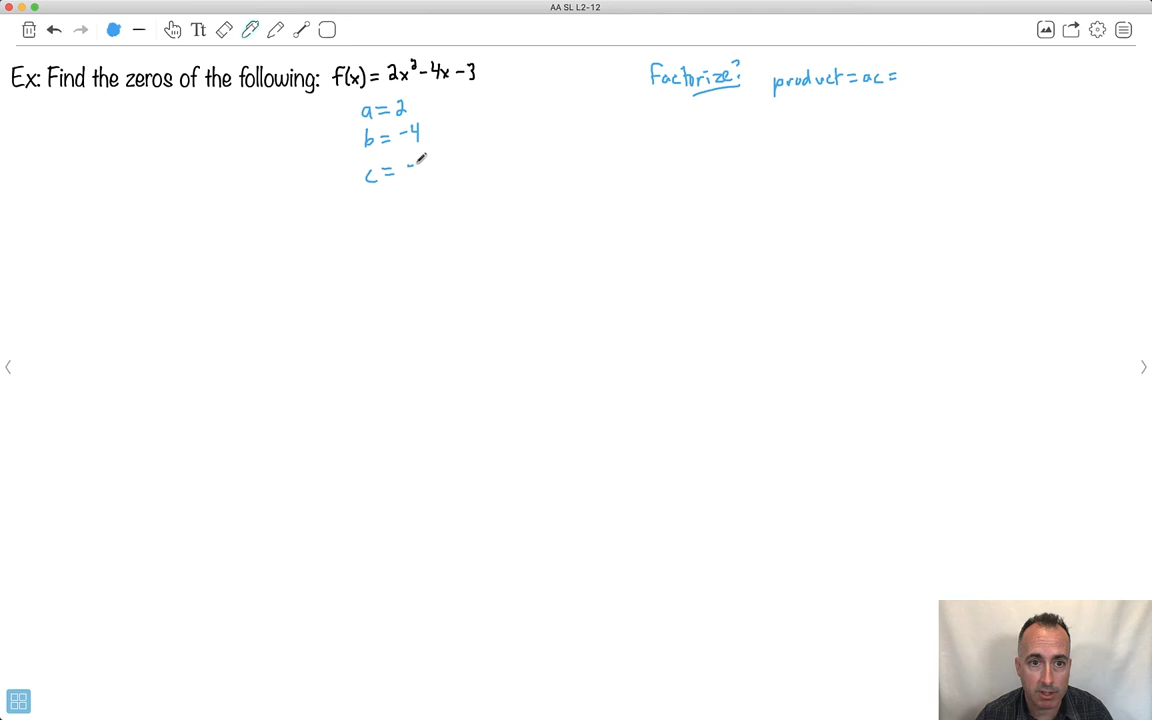 AA SL L2-12
Tt
Ex: Find the zeros of the following: f(x) = 2x² - 4x - 3
Factorize? product = ac =
a = 2
b = -4
c = -